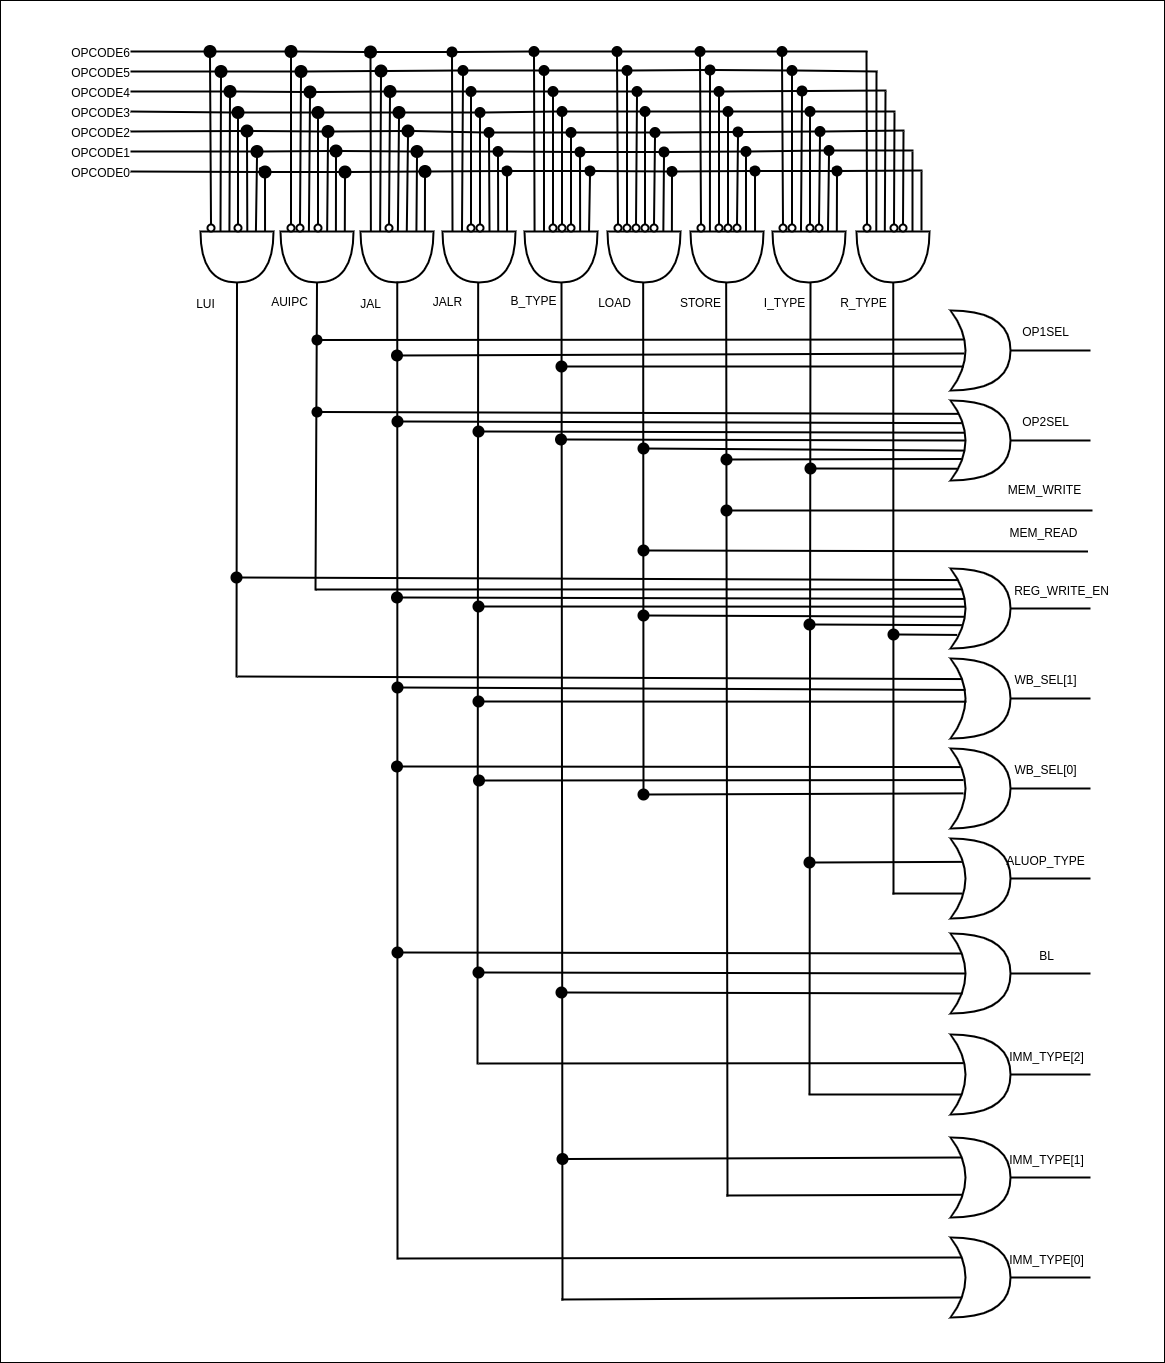 OPCODE6
OPCODE5
OPCODE4
OPCODE3
OPCODE2
OPCODE1
OPCODE0
LUI
AUIPC
JAL
JALR
B_TYPE
LOAD
STORE
I_TYPE
R_TYPE
OP1SEL
OP2SEL
MEM_WRITE
MEM_READ
REG_WRITE_EN
WB_SEL[1]
WB_SEL[0]
ALUOP_TYPE
BL
IMM_TYPE[2]
IMM_TYPE[1]
IMM_TYPE[0]